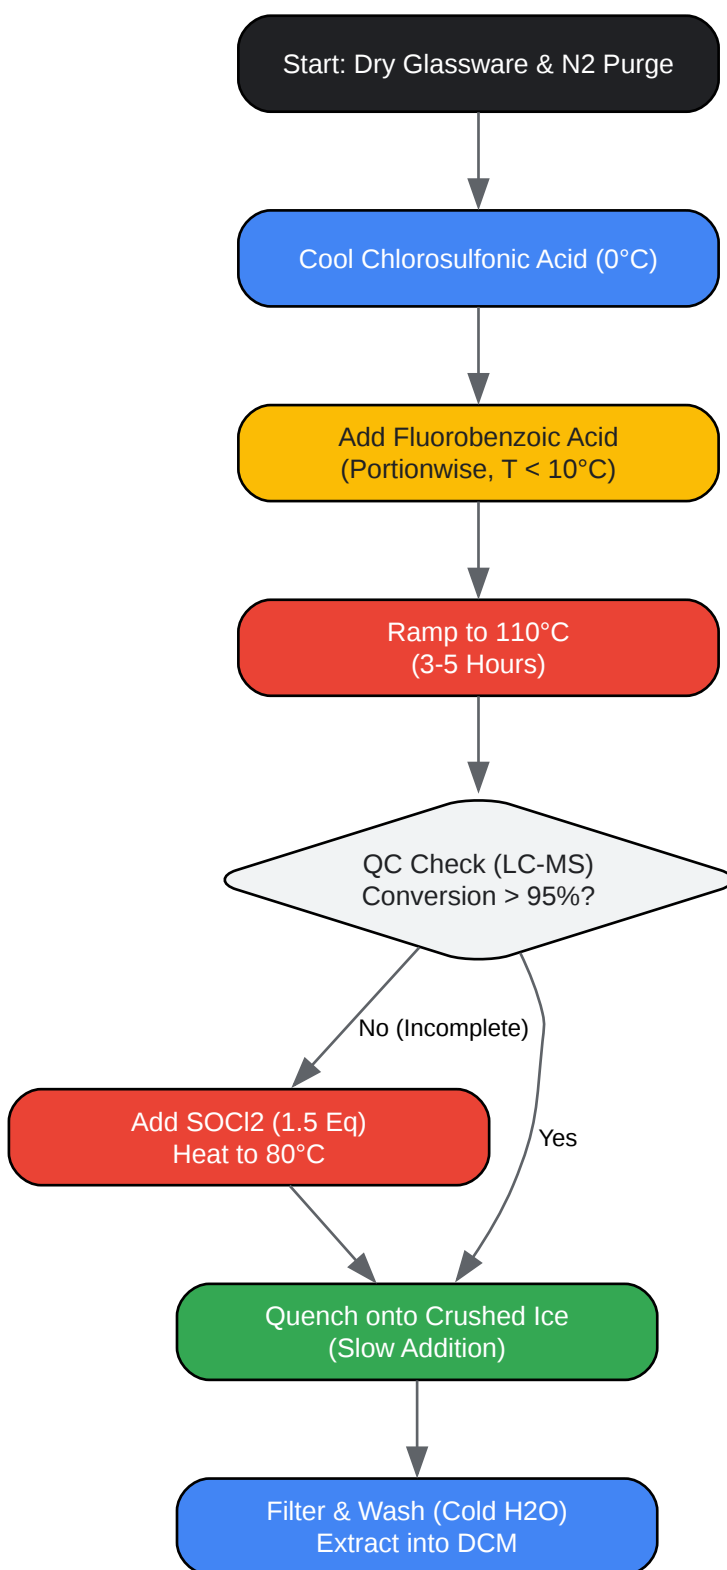 Start: Dry Glassware & N2 Purge
Cool Chlorosulfonic Acid (0°C)
Add Fluorobenzoic Acid
(Portionwise, T < 10°C)
Ramp to 110°C
(3-5 Hours)
QC Check (LC-MS)
Conversion > 95%?
No (Incomplete)
Add SOCl2 (1.5 Eq)
Heat to 80°C
Yes
Quench onto Crushed Ice
(Slow Addition)
Filter & Wash (Cold H2O)
Extract into DCM